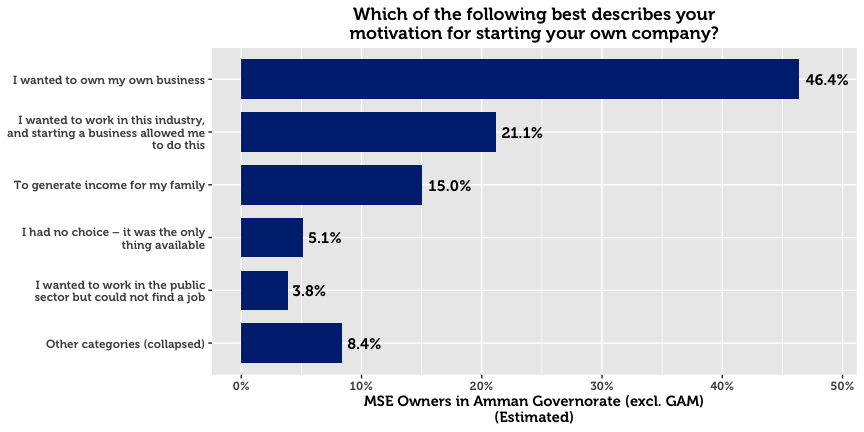 Which of the following best describes your
motivation for starting your own company?
I wanted to own my own business
46.4%
I wanted to work in this industry,
and starting a business allowed me
to do this
21.1%
To generate income for my family
15.0%
I had no choice – it was the only
thing available
5.1%
I wanted to work in the public
sector but could not find a job
3.8%
Other categories (collapsed)
8.4%
0% 10% 20% 30% 40% 50%
MSE Owners in Amman Governorate (excl. GAM)
(Estimated)